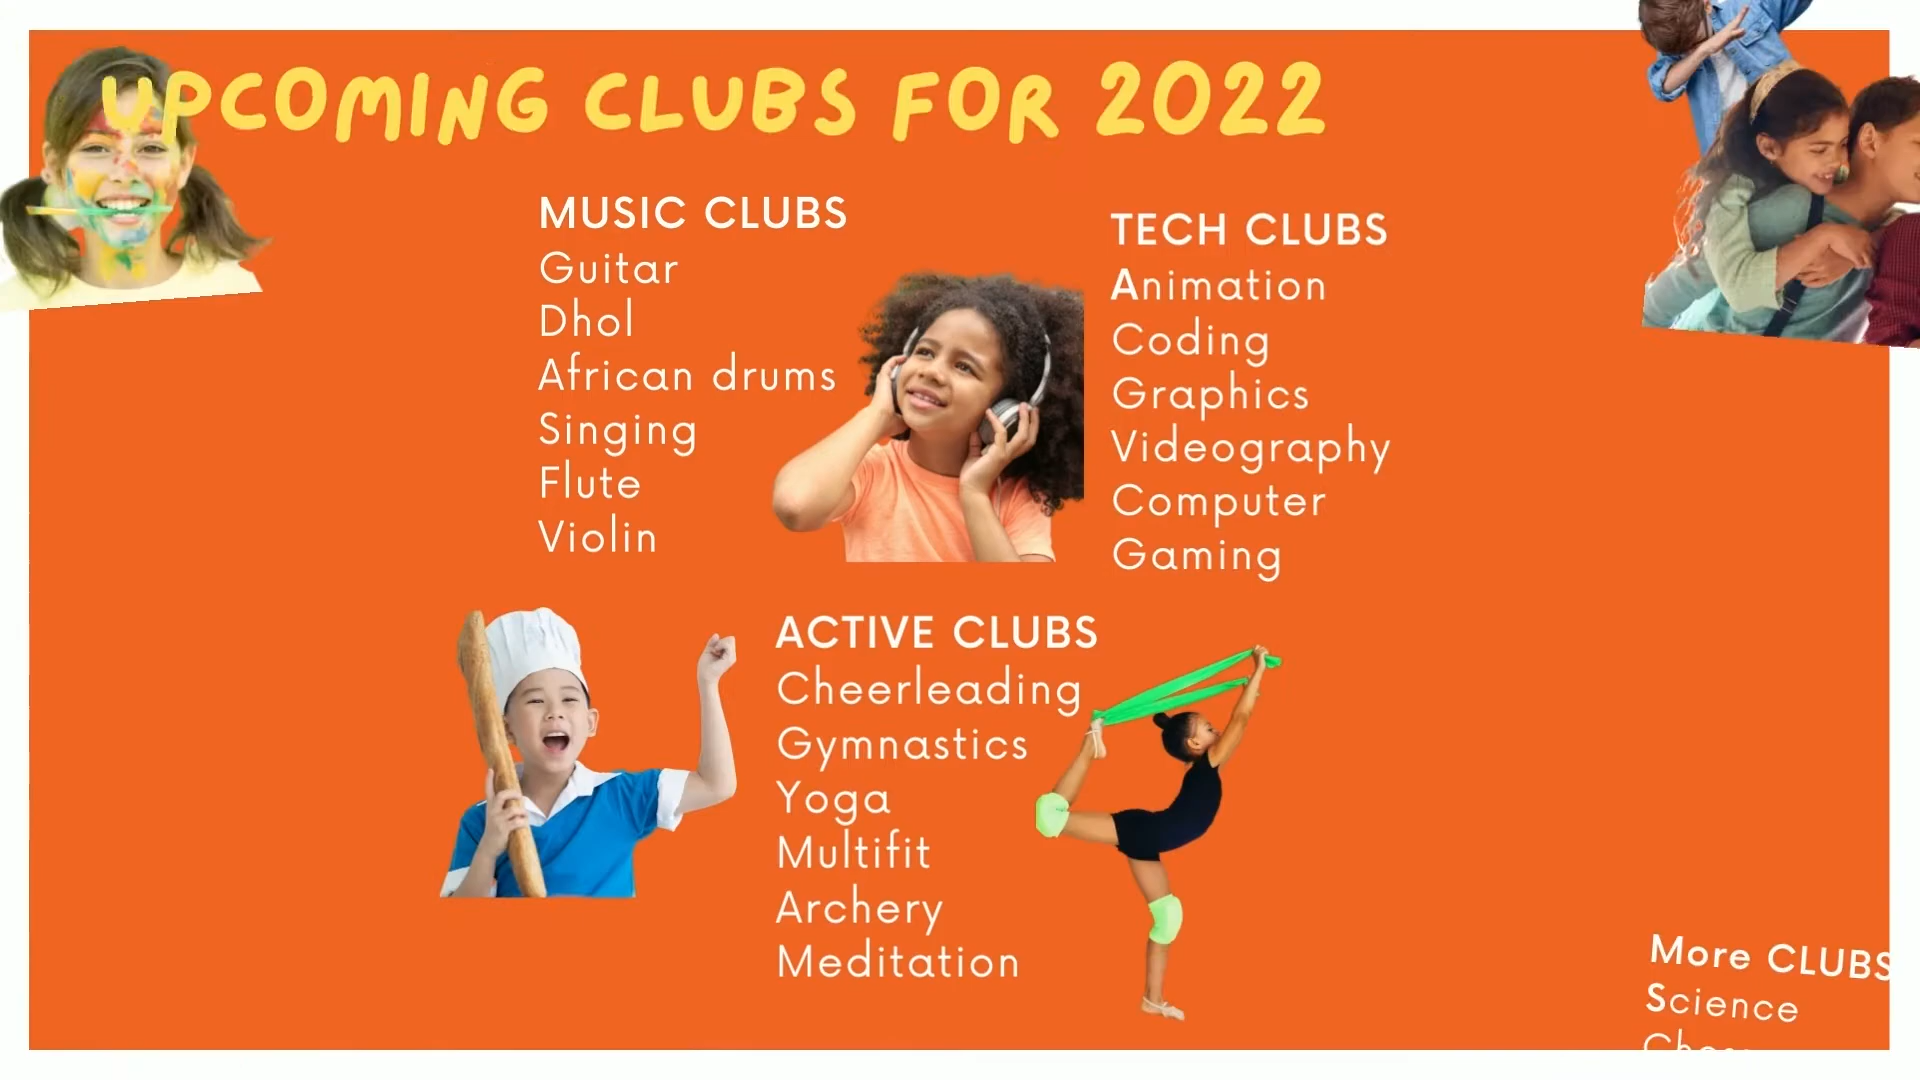 UPCOMING CLUBS FOR 2022
MUSIC CLUBS
Guitar
Dhol
African drums
Singing
Flute
Violin
TECH CLUBS
Animation
Coding
Graphics
Videography
Computer
Gaming
ACTIVE CLUBS
Cheerleading
Gymnastics
Yoga
Multifit
Archery
Meditation
More CLUBS
Science